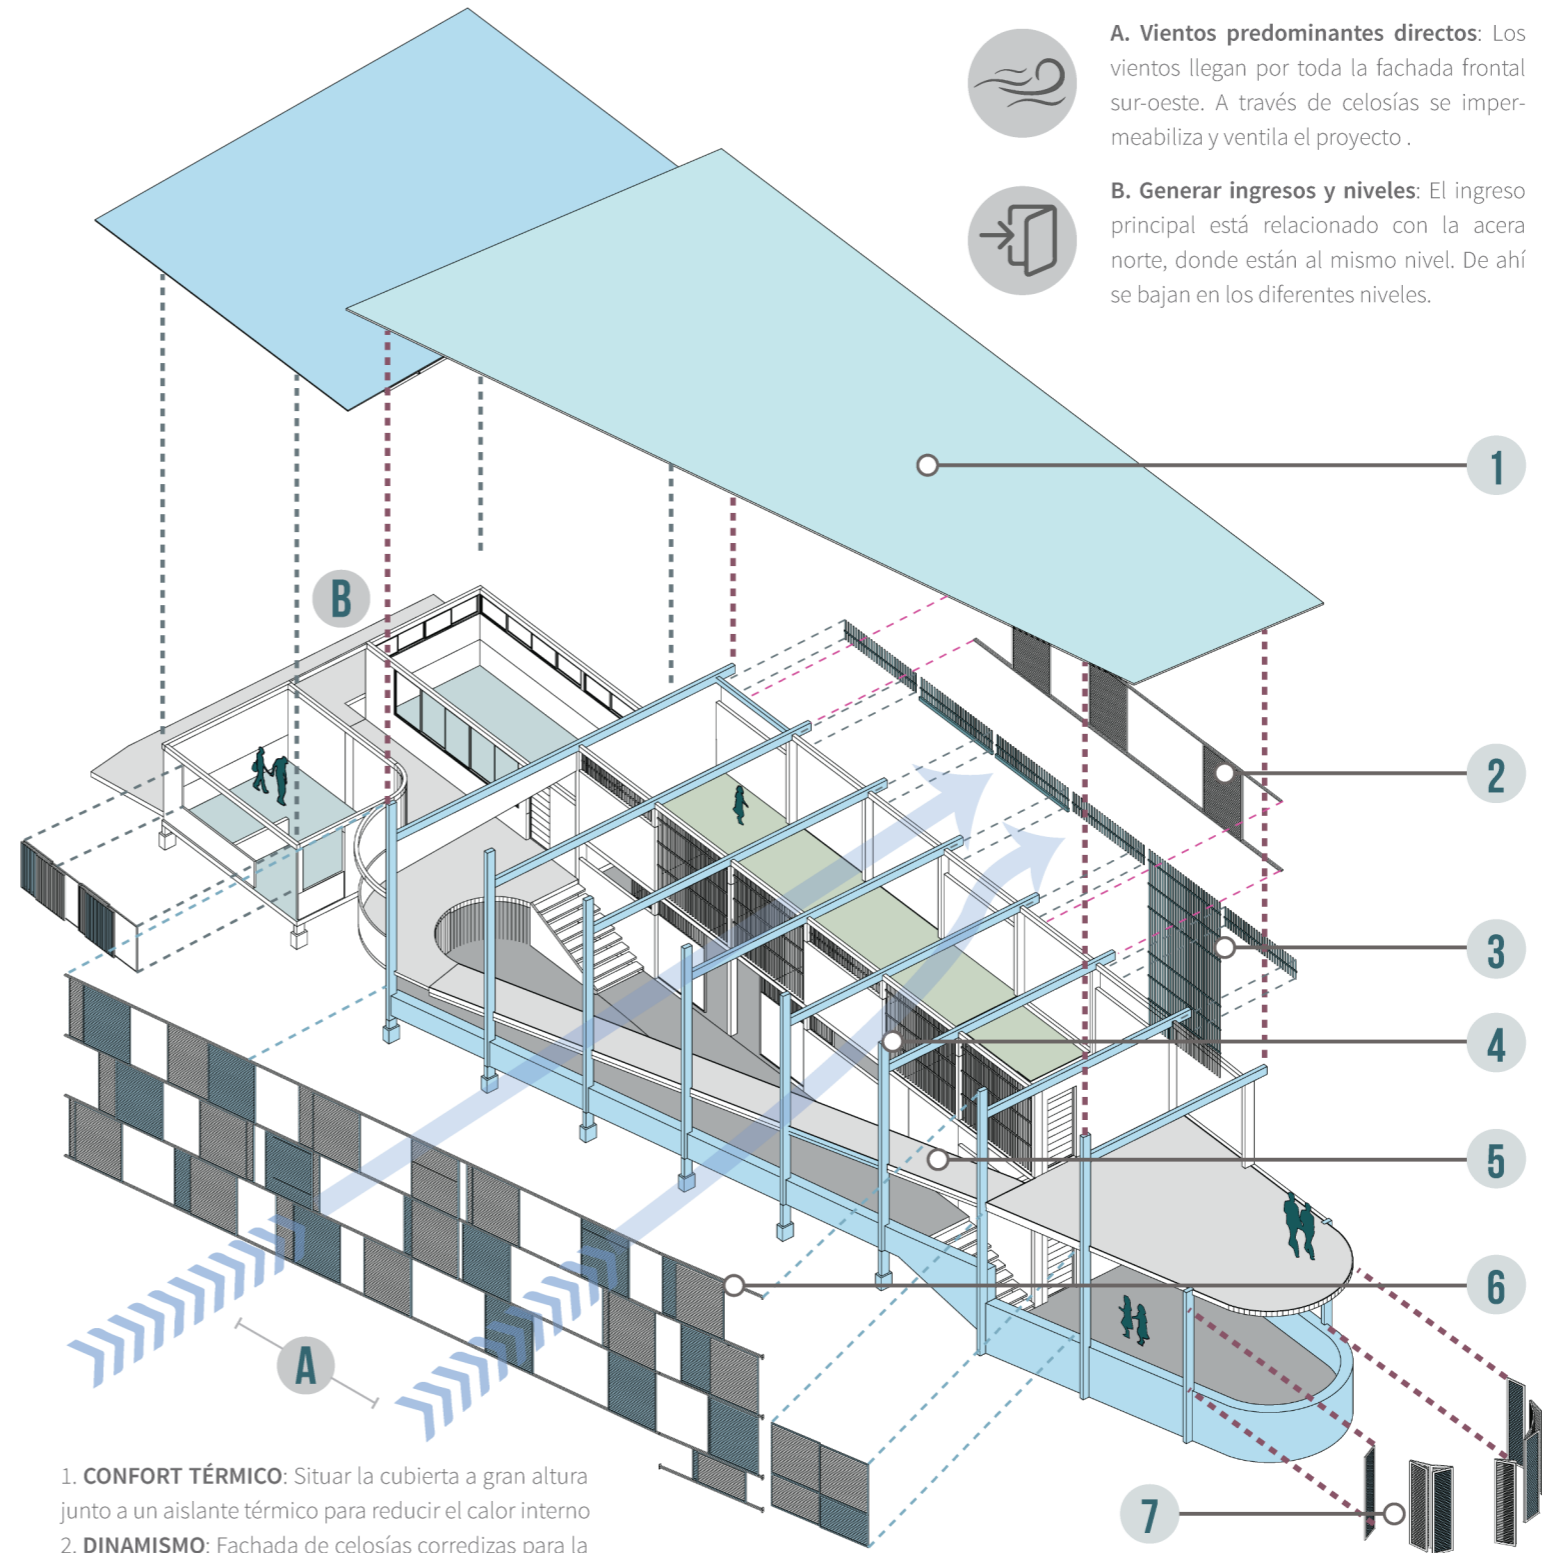 A. Vientos predominantes directos: Los
vientos llegan por toda la fachada frontal
sur-oeste. A través de celosías se imper-
meabiliza y ventila el proyecto .
B. Generar ingresos y niveles: El ingreso
principal está relacionado con la acera
norte, donde están al mismo nivel. De ahí
se bajan en los diferentes niveles.
1
B
2
3
4
5
6
A
7
1. CONFORT TÉRMICO: Situar la cubierta a gran altura
junto a un aislante térmico para reducir el calor interno
2. DINAMISMO: Fachada de celosías corredizas para la